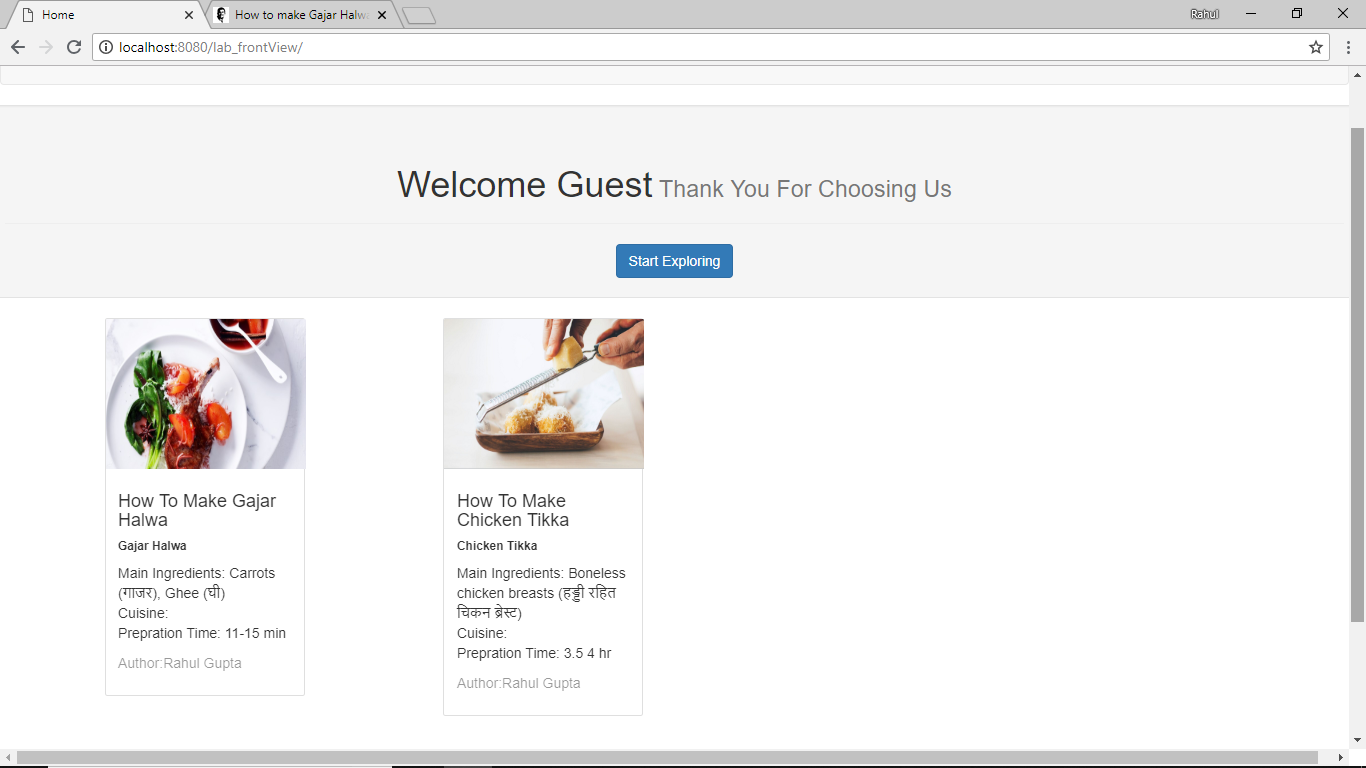 Home
How to make Gajar Halwa
Rahul
localhost:8080/lab_frontView/
Welcome Guest Thank You For Choosing Us
Start Exploring
How To Make Gajar
Halwa
Gajar Halwa
Main Ingredients: Carrots
(गाजर), Ghee (घी)
Cuisine:
Prepration Time: 11-15 min
Author:Rahul Gupta
How To Make
Chicken Tikka
Chicken Tikka
Main Ingredients: Boneless
chicken breasts (हड्डी रहित
चिकन ब्रेस्ट)
Cuisine:
Prepration Time: 3.5 4 hr
Author:Rahul Gupta